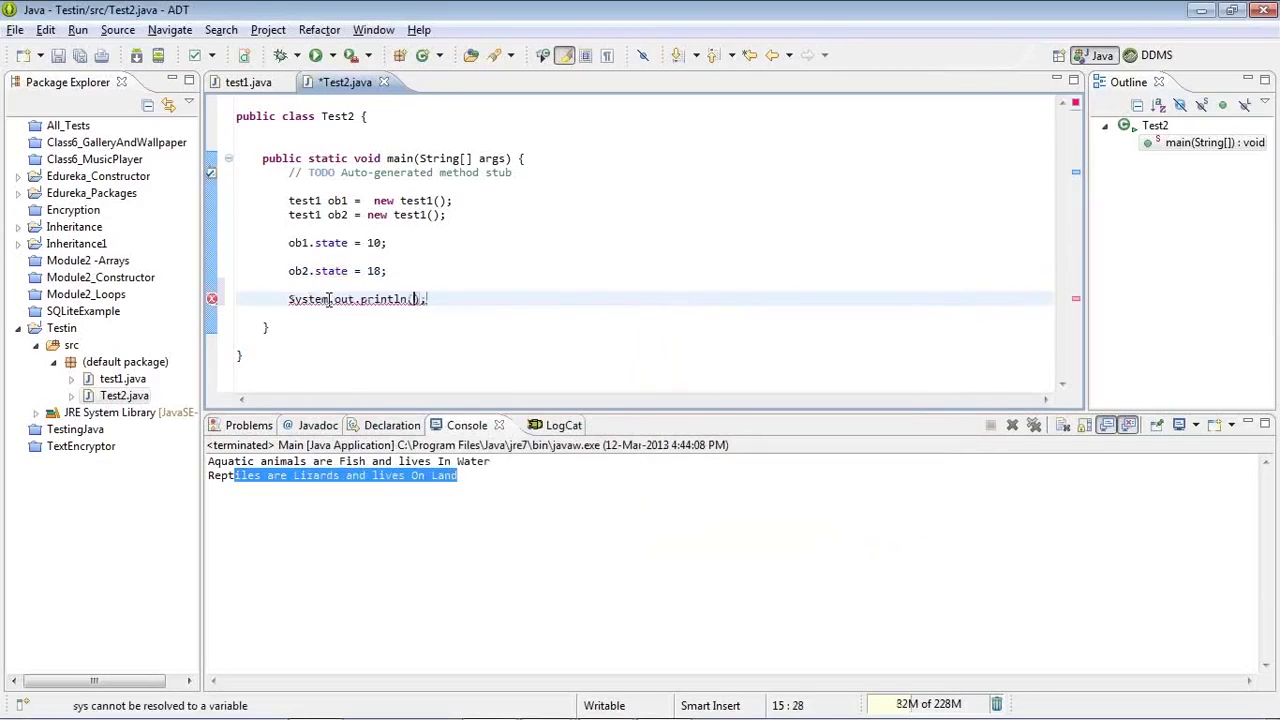 Java - Testin/src/Test2.java - ADT
File Edit Run Source Navigate Search Project Refactor Window Help
Java DDMS
Package Explorer
test1.java *Test2.java
Outline
All_Tests
Class6_GalleryAndWallpaper
Class6_MusicPlayer
Edureka_Constructor
Edureka_Packages
Encryption
Inheritance
Inheritance1
Module2 -Arrays
Module2_Constructor
Module2_Loops
SQLiteExample
Testin
src
(default package)
test1.java
Test2.java
JRE System Library [JavaSE-
TestingJava
TextEncryptor
public class Test2 {
public static void main(String[] args) {
// TODO Auto-generated method stub
test1 ob1 =  new test1();
test1 ob2 = new test1();
ob1.state = 10;
ob2.state = 18;
System.out.println();
}
}
Test2
main(String[]) : void
Problems Javadoc Declaration Console LogCat
<terminated> Main [Java Application] C:\Program Files\Java\jre7\bin\javaw.exe (12-Mar-2013 4:44:08 PM)
Aquatic animals are Fish and lives In Water
Reptiles are Lizards and lives On Land
sys cannot be resolved to a variable
Writable
Smart Insert
15 : 28
32M of 228M